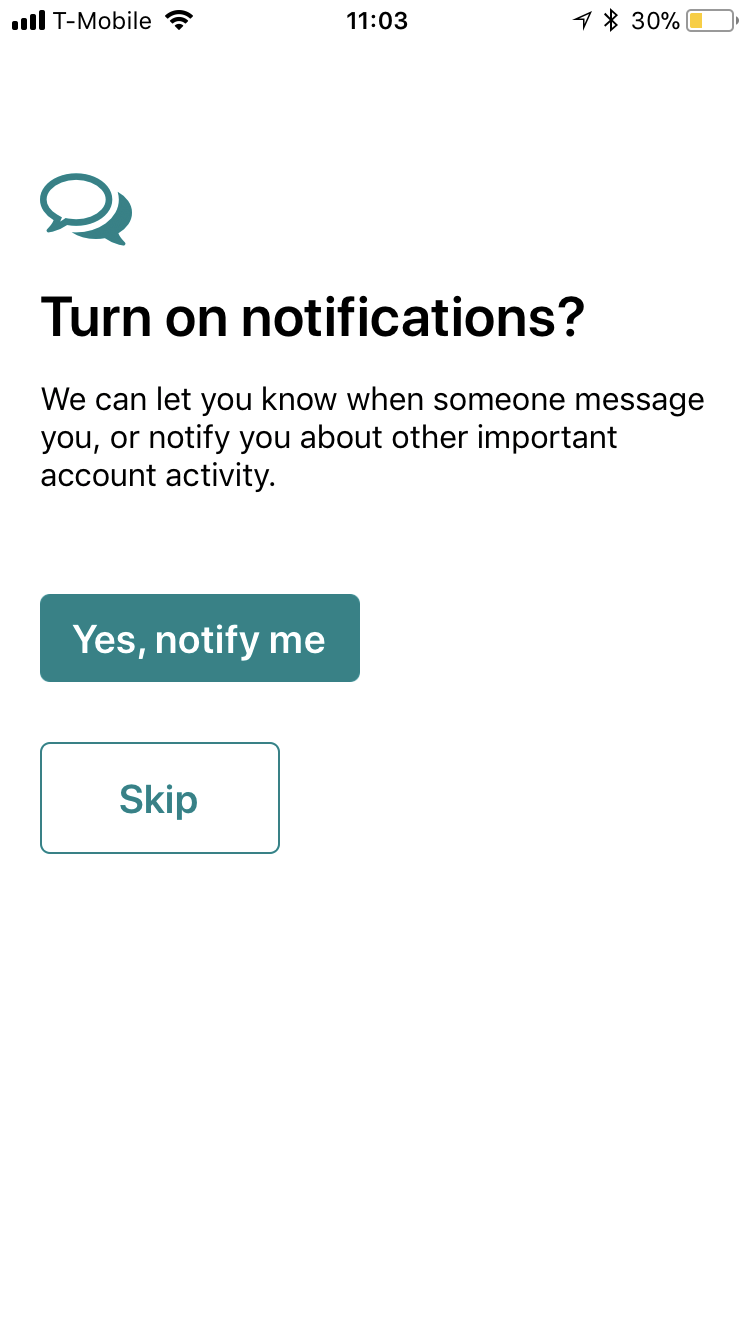 T-Mobile 11:03 30%
Turn on notifications?
We can let you know when someone message
you, or notify you about other important
account activity.
Yes, notify me
Skip